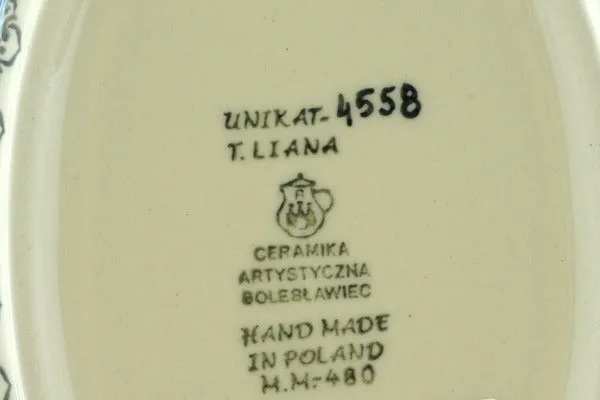 UNIKAT-4558
T. LIANA
CERAMIKA
ARTYSTYCZNA
BOLESŁAWIEC
HAND MADE
IN POLAND
M.M.-480